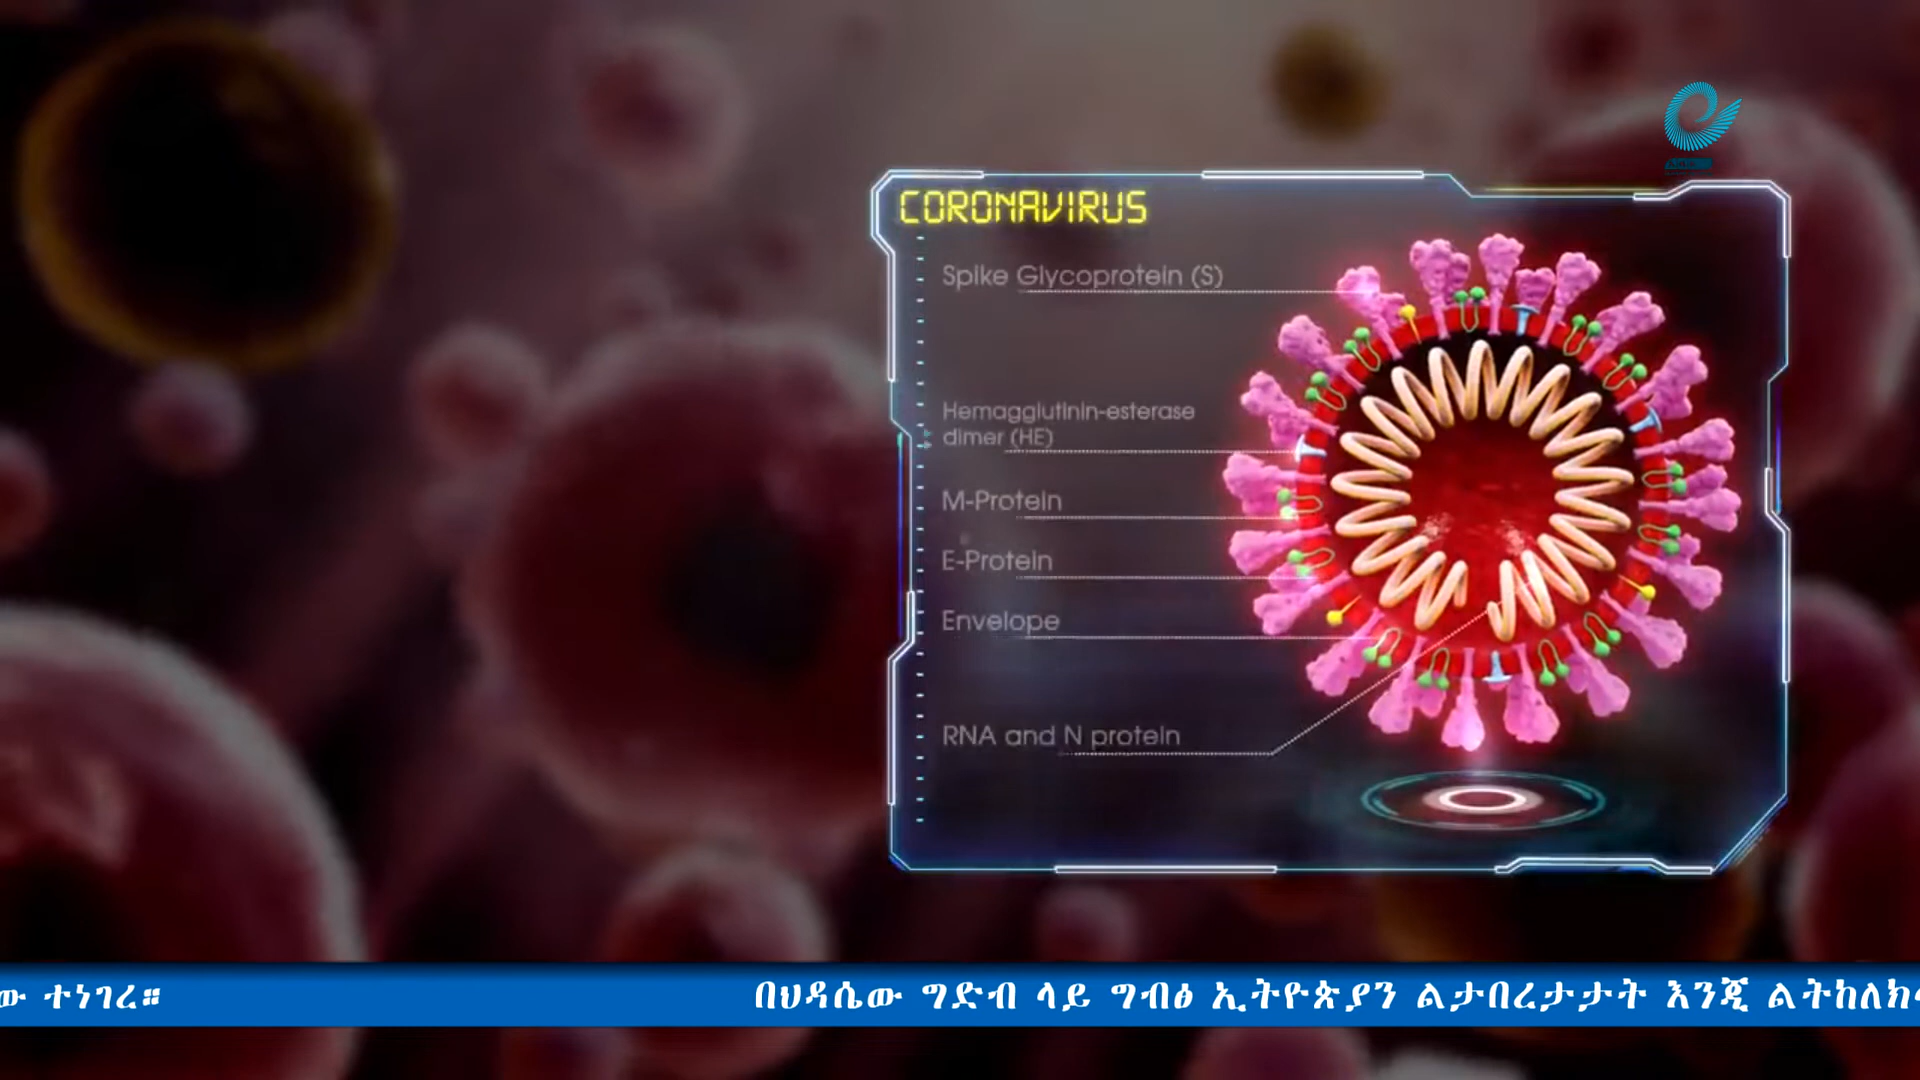 CORONAVIRUS
Spike Glycoprotein (S)
Hemagglutinin-esterase
dimer (HE)
M-Protein
E-Protein
Envelope
RNA and N protein
ው ተነገረ። በህዳሴው ግድብ ላይ ግብፅ ኢትዮጵያን ልታበረታታት እንጂ ልትከለክ